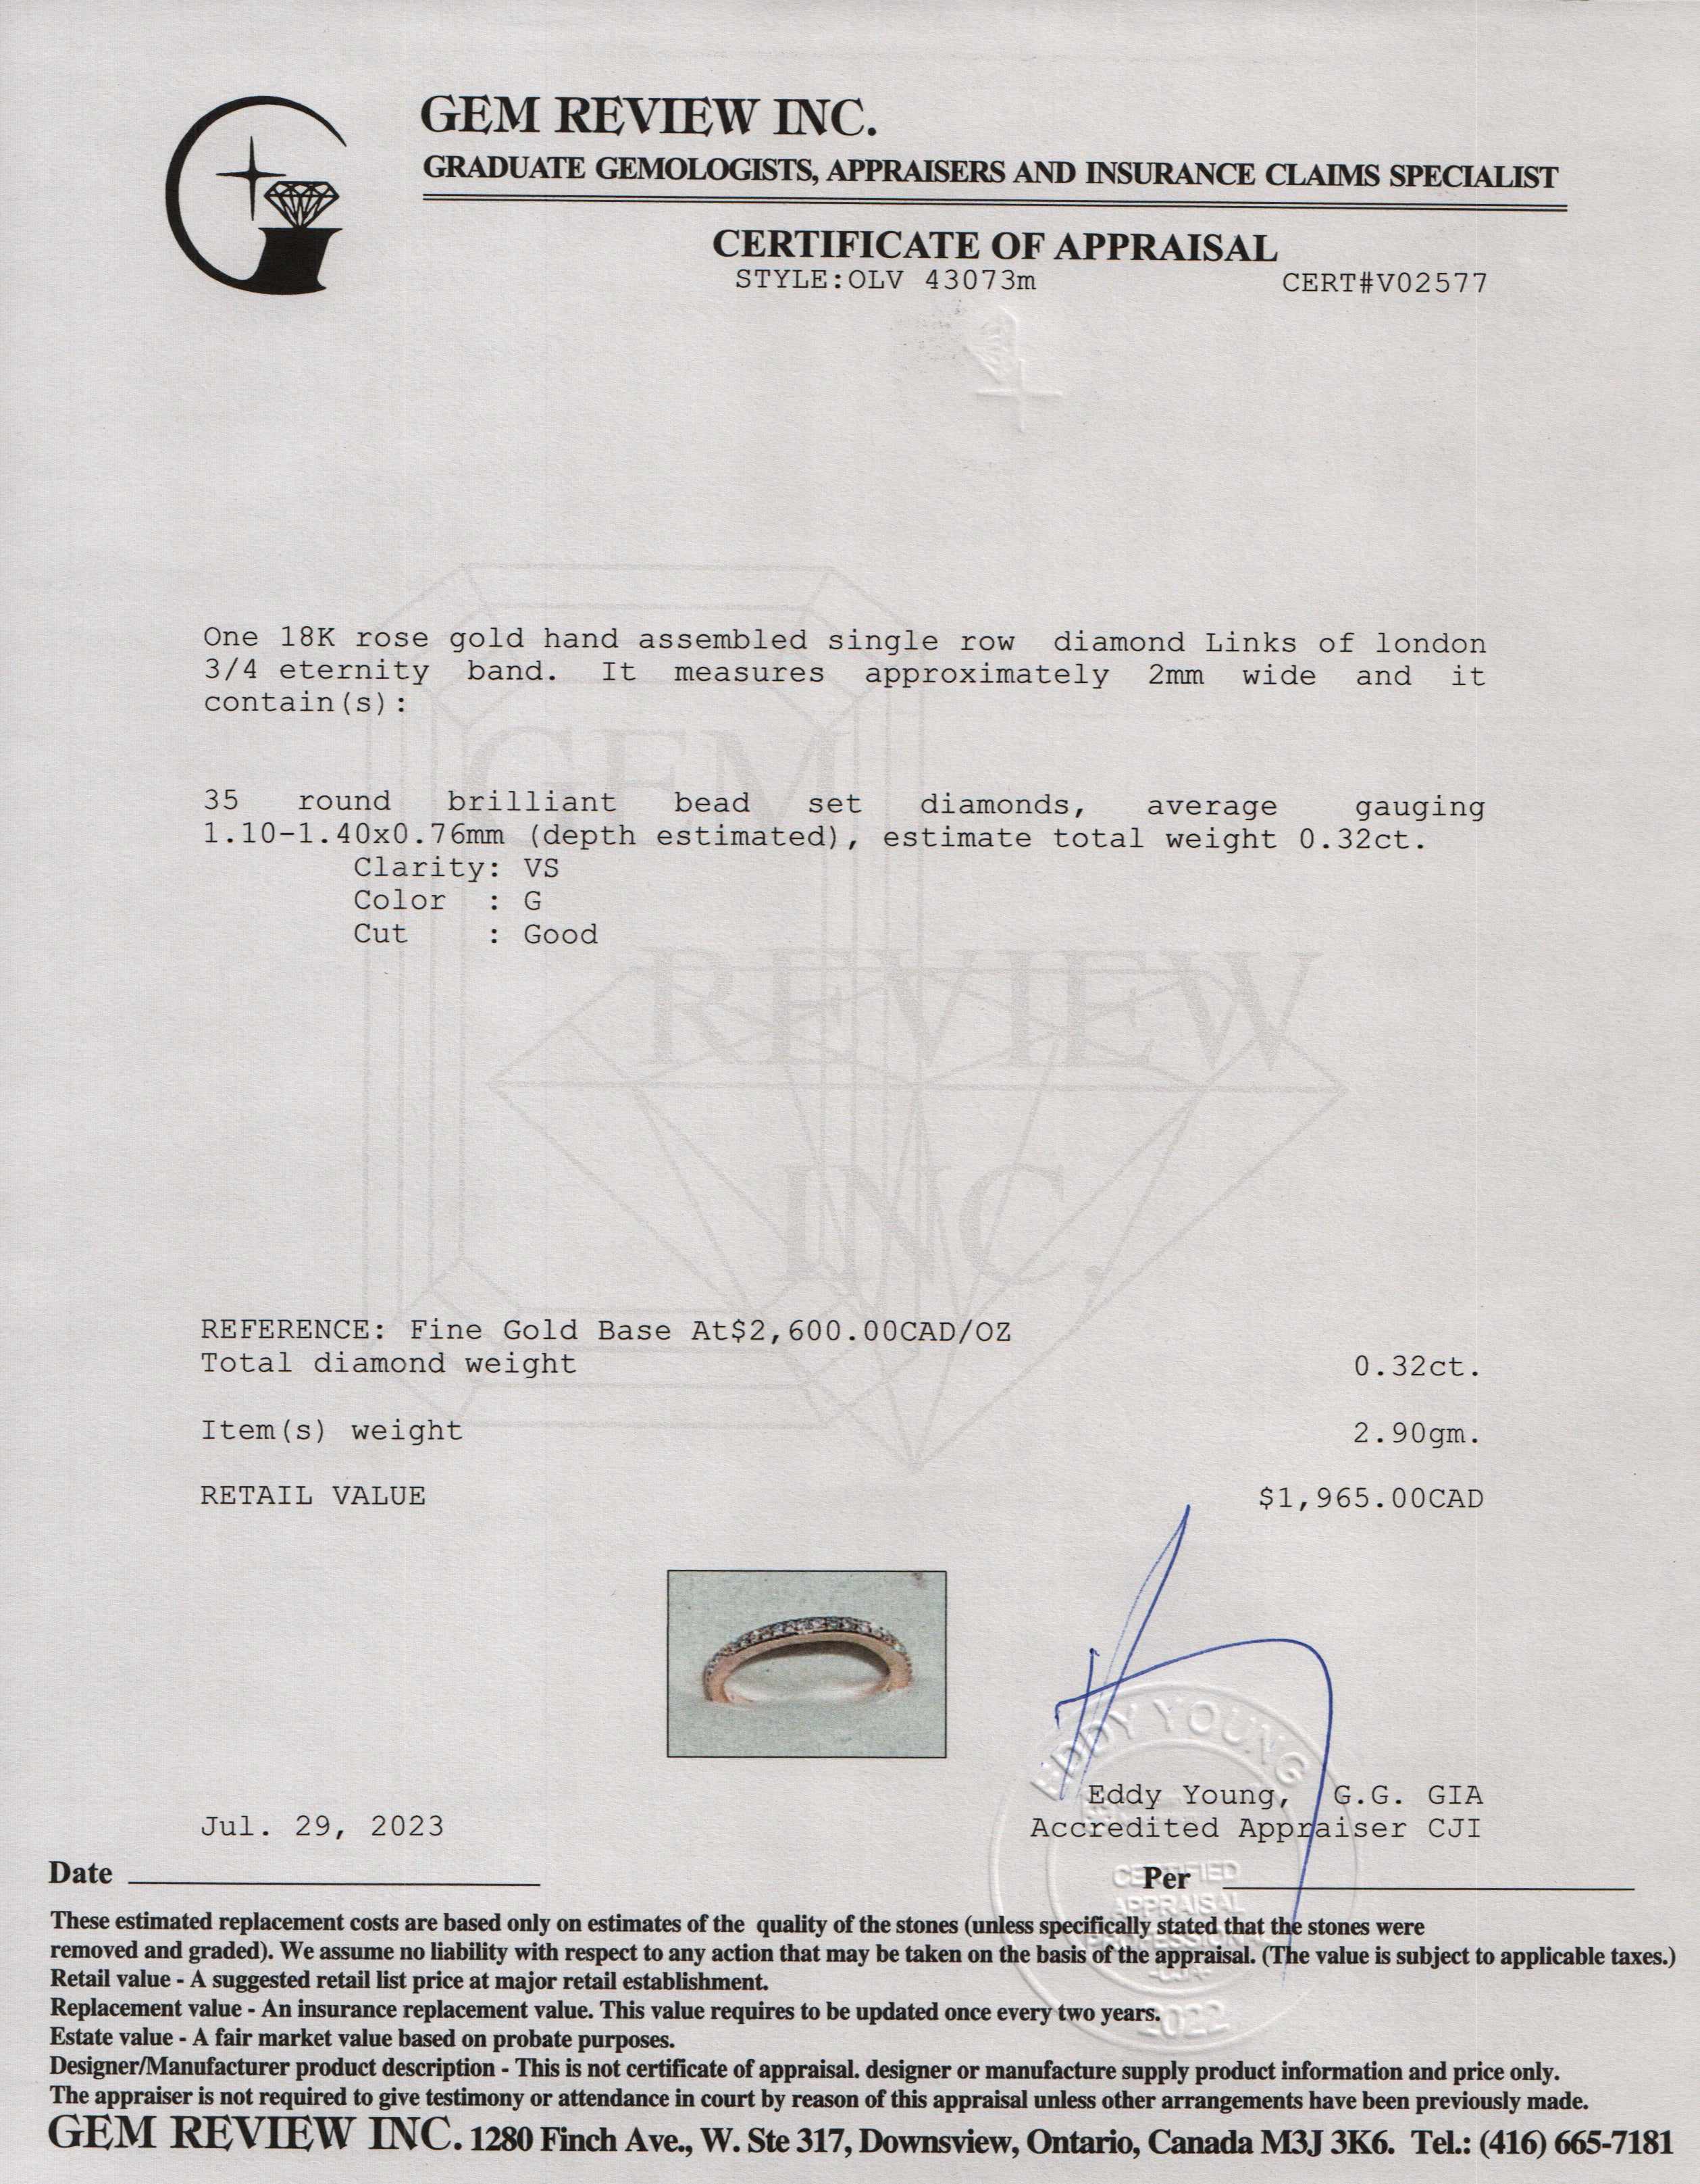 GEM REVIEW INC.
GRADUATE GEMOLOGISTS, APPRAISERS AND INSURANCE CLAIMS SPECIALIST
CERTIFICATE OF APPRAISAL
STYLE:OLV 43073m CERT#V02577
One 18K rose gold hand assembled single row diamond Links of london
3/4 eternity band. It measures approximately 2mm wide and it
contain(s):
GEM
35 round brilliant bead set diamonds, average gauging
1.10-1.40x0.76mm (depth estimated), estimate total weight 0.32ct.
Clarity: VS
Color : G
Cut : Good
REVIEW
INC.
REFERENCE: Fine Gold Base At$2,600.00CAD/OZ
Total diamond weight 0.32ct.
Item(s) weight 2.90gm.
RETAIL VALUE $1,965.00CAD
EDDY YOUNG
Eddy Young, G.G. GIA
Jul. 29, 2023 Accredited Appraiser CJI
Date Per
CERTIFIED
APPRAISAL
PROFESSIONAL
2022
These estimated replacement costs are based only on estimates of the quality of the stones (unless specifically stated that the stones were
removed and graded). We assume no liability with respect to any action that may be taken on the basis of the appraisal. (The value is subject to applicable taxes.)
Retail value - A suggested retail list price at major retail establishment.
Replacement value - An insurance replacement value. This value requires to be updated once every two years.
Estate value - A fair market value based on probate purposes.
Designer/Manufacturer product description - This is not certificate of appraisal. designer or manufacture supply product information and price only.
The appraiser is not required to give testimony or attendance in court by reason of this appraisal unless other arrangements have been previously made.
GEM REVIEW INC. 1280 Finch Ave., W. Ste 317, Downsview, Ontario, Canada M3J 3K6. Tel.: (416) 665-7181